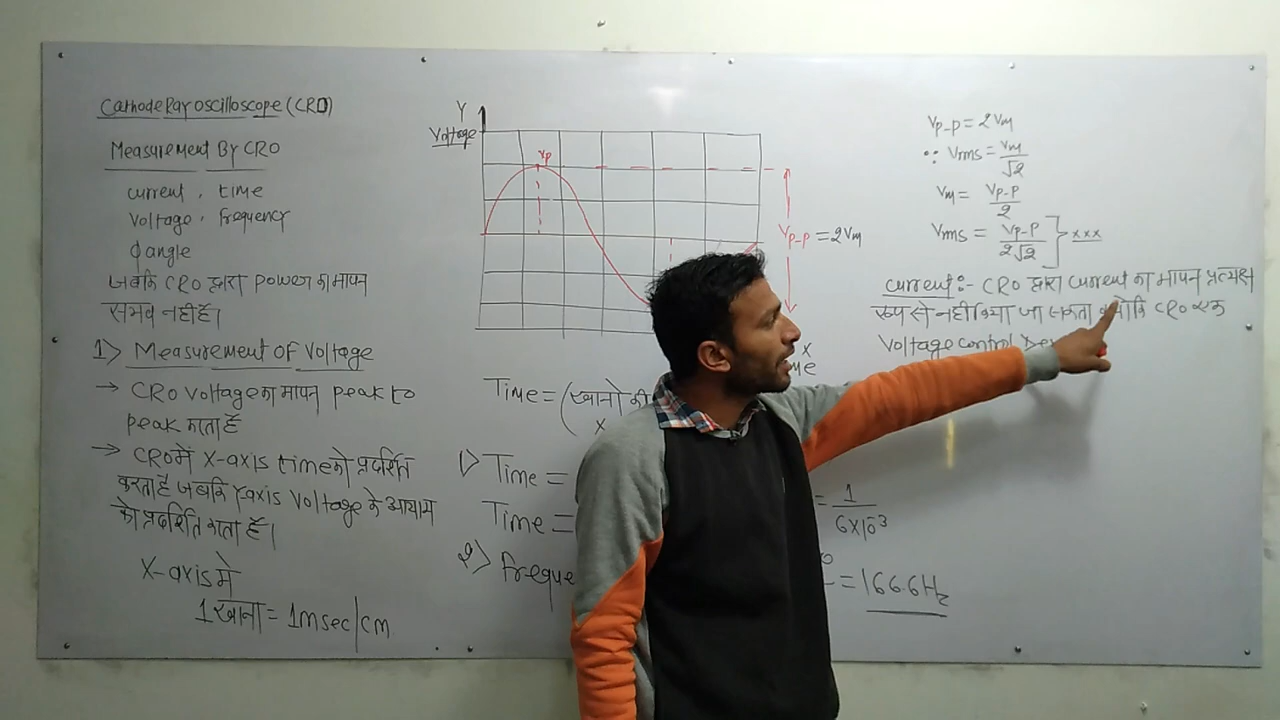 Cathode Ray oscilloscope (CRO)
Measurement By CRO
current, time
Voltage, frequency
ϕ angle
जबकि CRO द्वारा Power का मापन
संभव नहीं है।
1> Measurement OF Voltage
→ CRO voltage का मापन peak to
peak करता है
→ CRO में X-axis time को प्रदर्शित
करता है जबकि Y-axis Voltage के आयाम
को प्रदर्शित करता है।
X-axis में
1 खाना = 1msec/cm
Y
Voltage
Vp
Vp-p = 2Vm
X
Time = (खानो की
X
1> Time =
Time =
= 1/6X10^-3
2> freque
= 166.6Hz
Vp-p = 2Vm
∵ Vrms = Vm/√2
Vm = Vp-p/2
Vrms = Vp-p/2√2 } xxx
current :- CRO द्वारा current का मापन प्रत्यक्ष
रूप से नहीं किया जा सकता क्योकि CRO एक
Voltage control